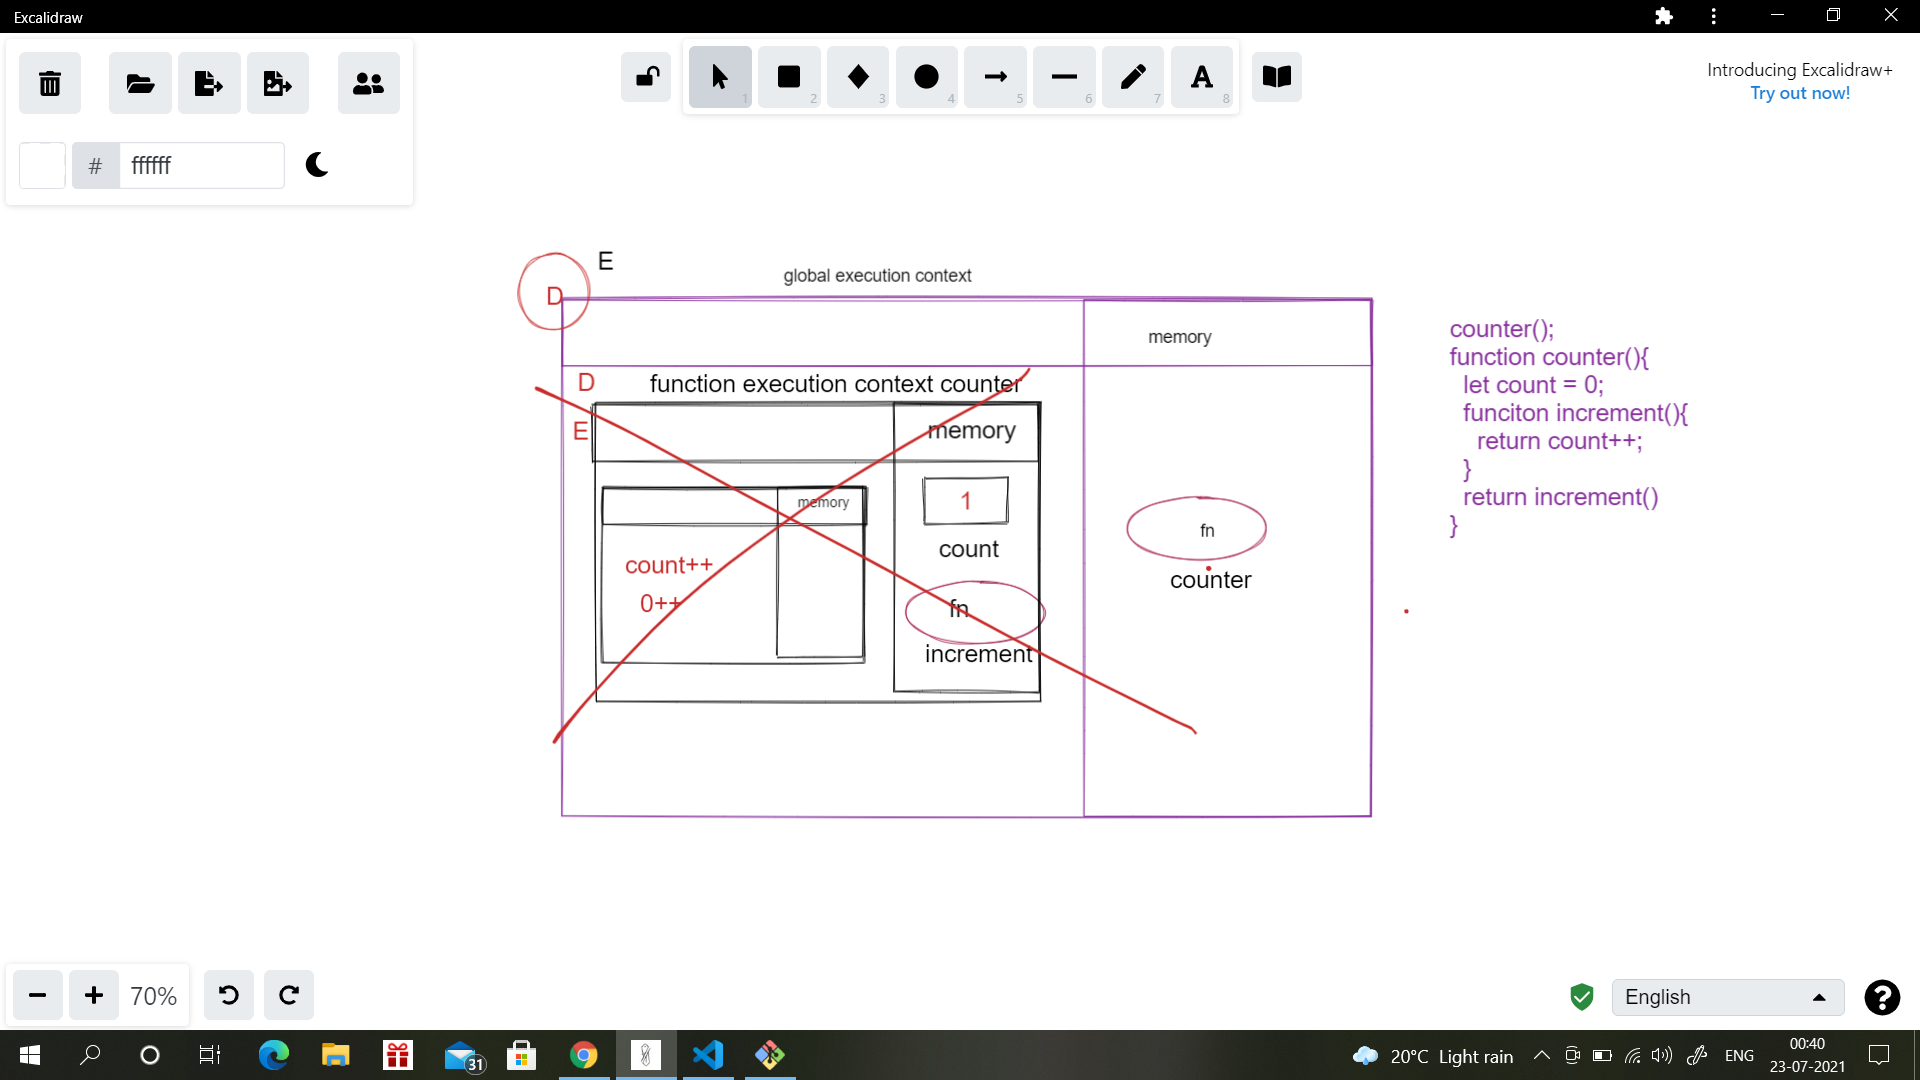 Excalidraw
1
2
3
4
5
6
7
8
Introducing Excalidraw+
Try out now!
#
ffffff
E
D
global execution context
memory
D
function execution context counter
E
memory
memory
1
count
count++
0++
fn
increment
fn
counter
counter();
function counter(){
let count = 0;
funciton increment(){
return count++;
}
return increment()
}
70%
English
31
20°C Light rain
ENG
00:40
23-07-2021